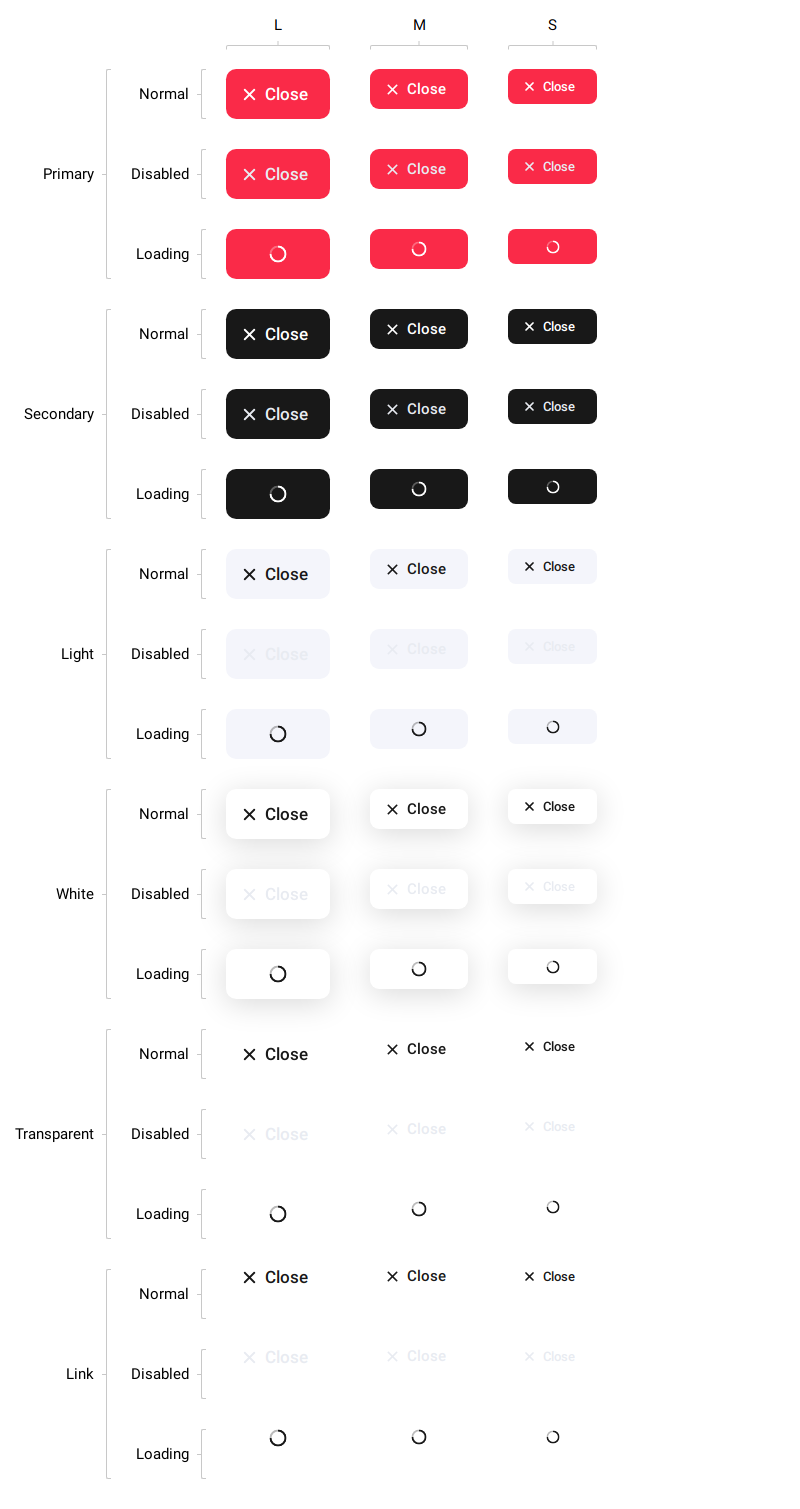 L M S
Normal Close Close Close
Primary Disabled Close Close Close
Loading
Normal Close Close Close
Secondary Disabled Close Close Close
Loading
Normal Close Close Close
Light Disabled Close Close Close
Loading
Normal Close Close Close
White Disabled Close Close Close
Loading
Normal Close Close Close
Transparent Disabled Close Close Close
Loading
Normal Close Close Close
Link Disabled Close Close Close
Loading